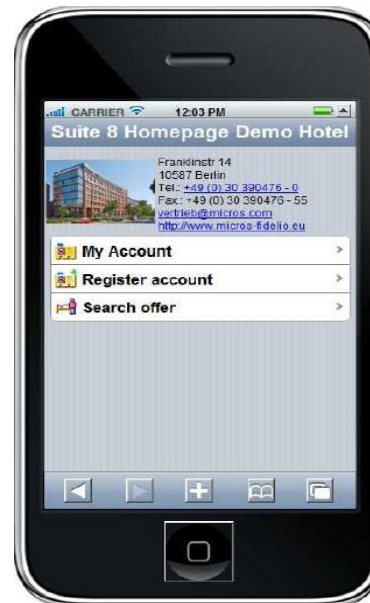 CARRIER 12:03 PM
Suite 8 Homepage Demo Hotel
Franklinstr 14
10587 Berlin
Tel.: +49 (0) 30 390476 - 0
Fax.: +49 (0) 30 390476 - 55
vertrieb@micros.com
http://www.micros-fidelio.eu
My Account
Register account
Search offer